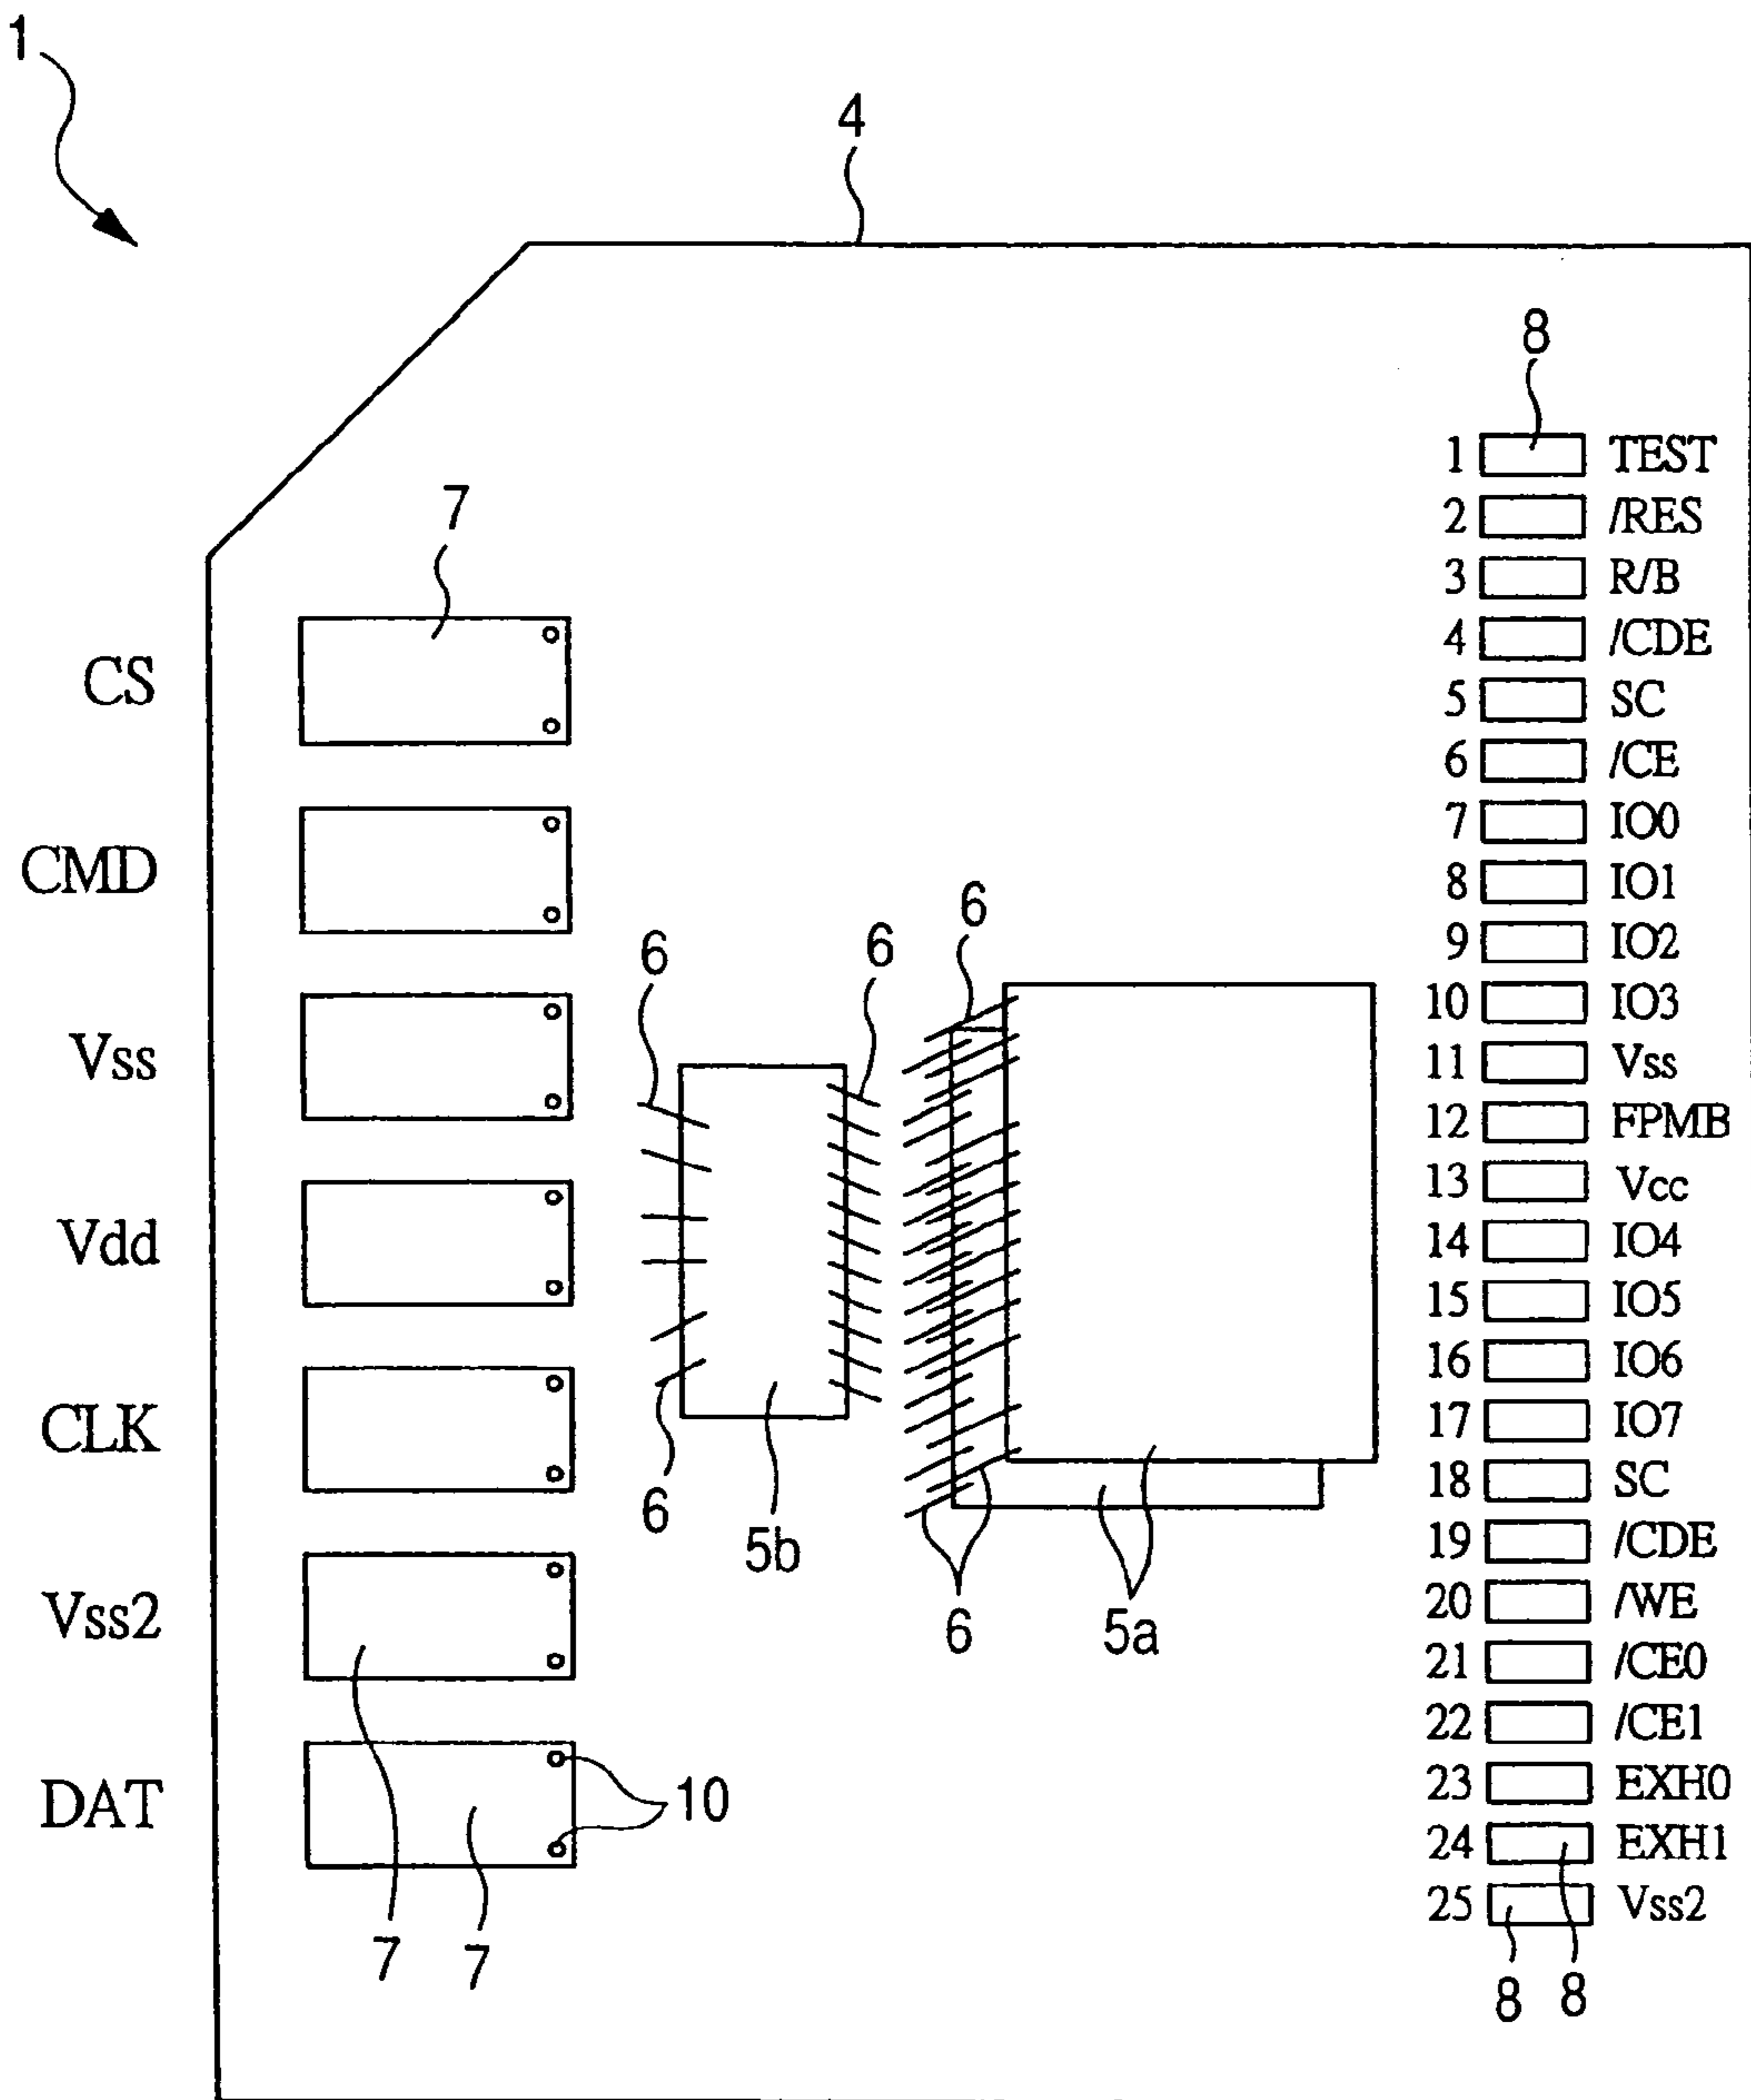 1
4
8
1 TEST
2 /RES
7
3 R/B
4 /CDE
CS
5 SC
6 /CE
7 IO0
CMD
8 IO1
6 6 6
9 IO2
10 IO3
Vss
11 Vss
12 FPMB
13 Vcc
Vdd
14 IO4
15 IO5
16 IO6
CLK
17 IO7
18 SC
6
5b
19 /CDE
Vss2
20 /WE
6
5a
21 /CE0
22 /CE1
23 EXH0
DAT
10
24 EXH1
25 Vss2
7
7
8
8